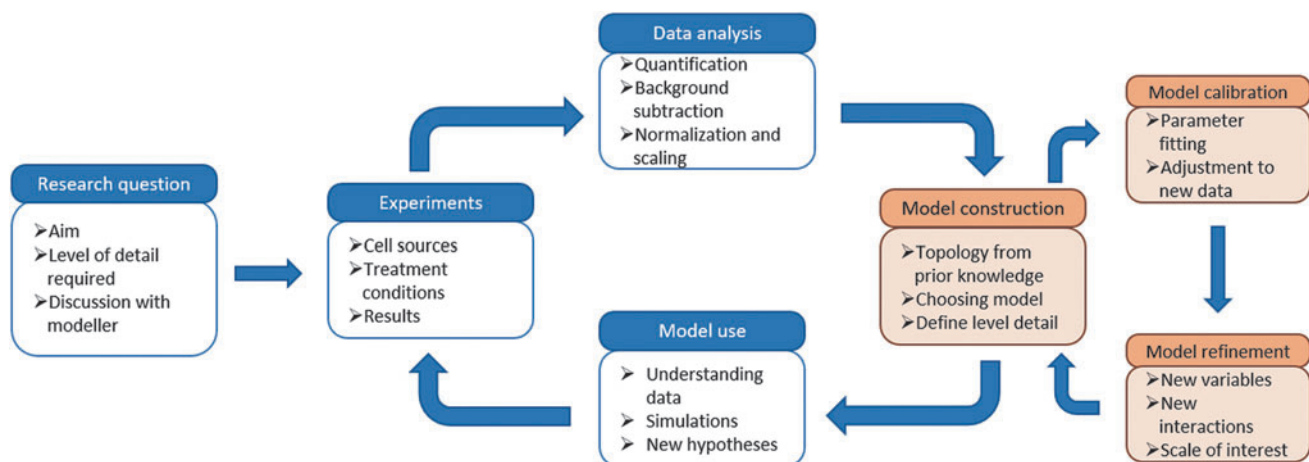 Research question
➢Aim
➢Level of detail
required
➢Discussion with
modeller
Experiments
➢Cell sources
➢Treatment
conditions
➢Results
Data analysis
➢Quantification
➢Background
subtraction
➢Normalization and
scaling
Model construction
➢Topology from
prior knowledge
➢Choosing model
➢Define level detail
Model calibration
➢Parameter
fitting
➢Adjustment to
new data
Model refinement
➢New variables
➢New
interactions
➢Scale of interest
Model use
➢ Understanding
data
➢ Simulations
➢ New hypotheses